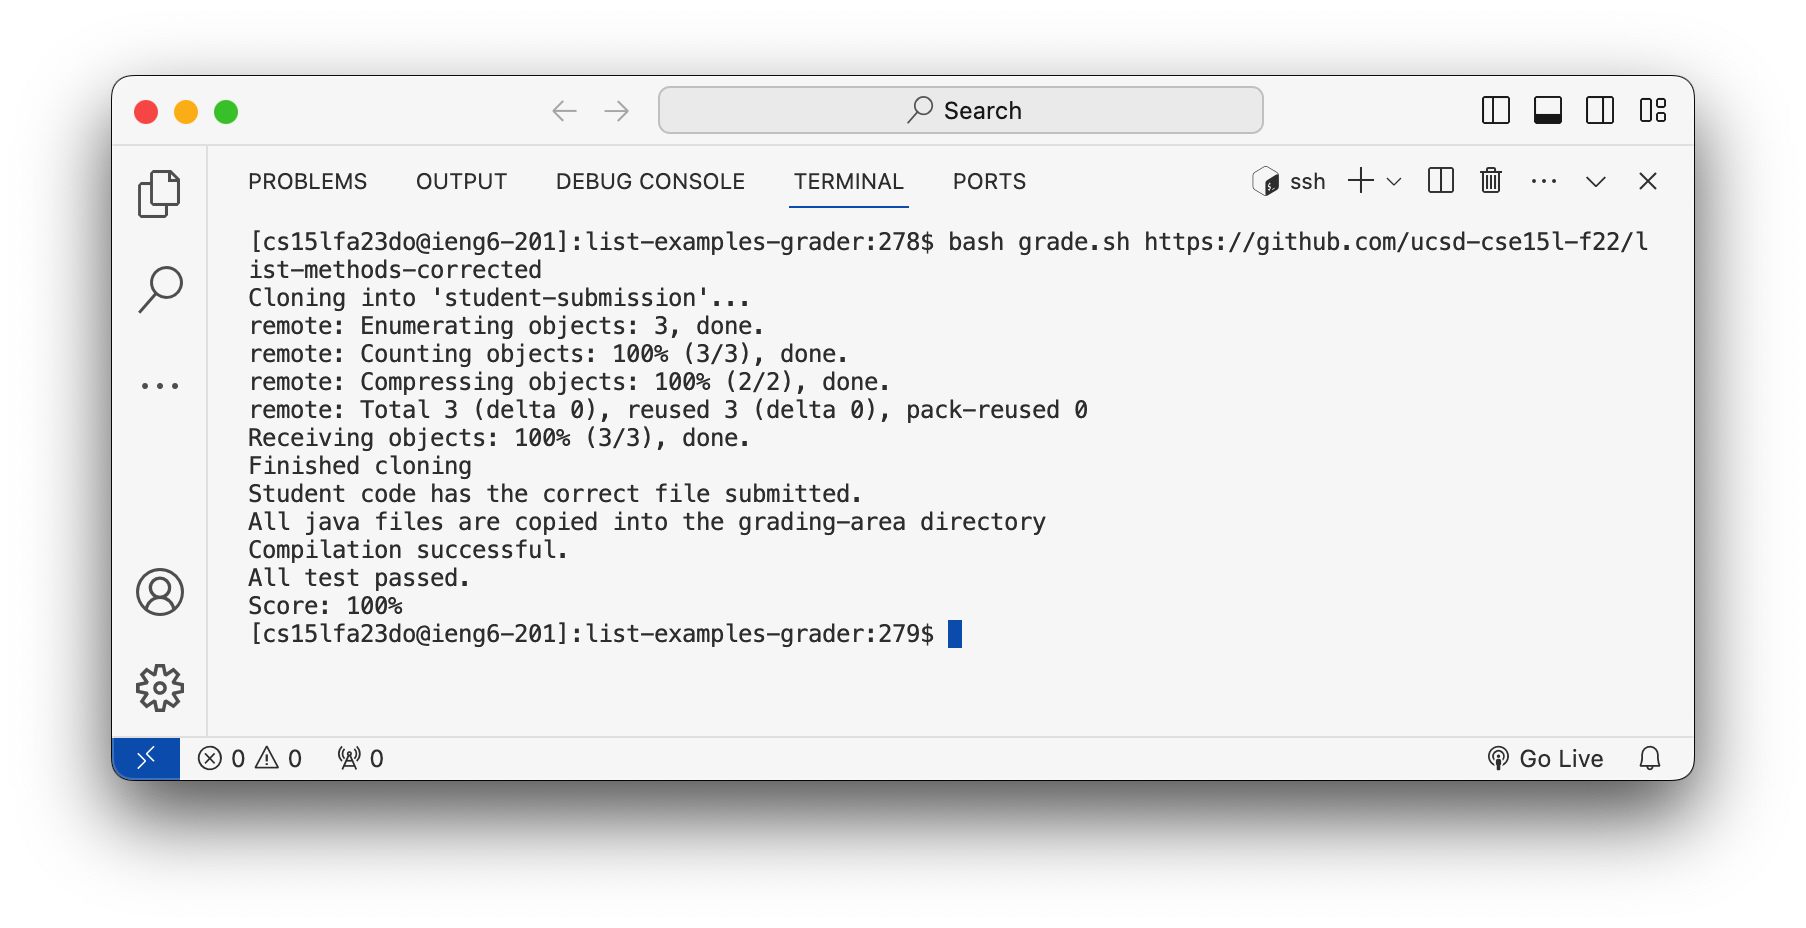 Search
PROBLEMS OUTPUT DEBUG CONSOLE TERMINAL PORTS ssh
[cs15lfa23do@ieng6-201]:list-examples-grader:278$ bash grade.sh https://github.com/ucsd-cse15l-f22/l
ist-methods-corrected
Cloning into 'student-submission'...
remote: Enumerating objects: 3, done.
remote: Counting objects: 100% (3/3), done.
remote: Compressing objects: 100% (2/2), done.
remote: Total 3 (delta 0), reused 3 (delta 0), pack-reused 0
Receiving objects: 100% (3/3), done.
Finished cloning
Student code has the correct file submitted.
All java files are copied into the grading-area directory
Compilation successful.
All test passed.
Score: 100%
[cs15lfa23do@ieng6-201]:list-examples-grader:279$
0 0 0 Go Live